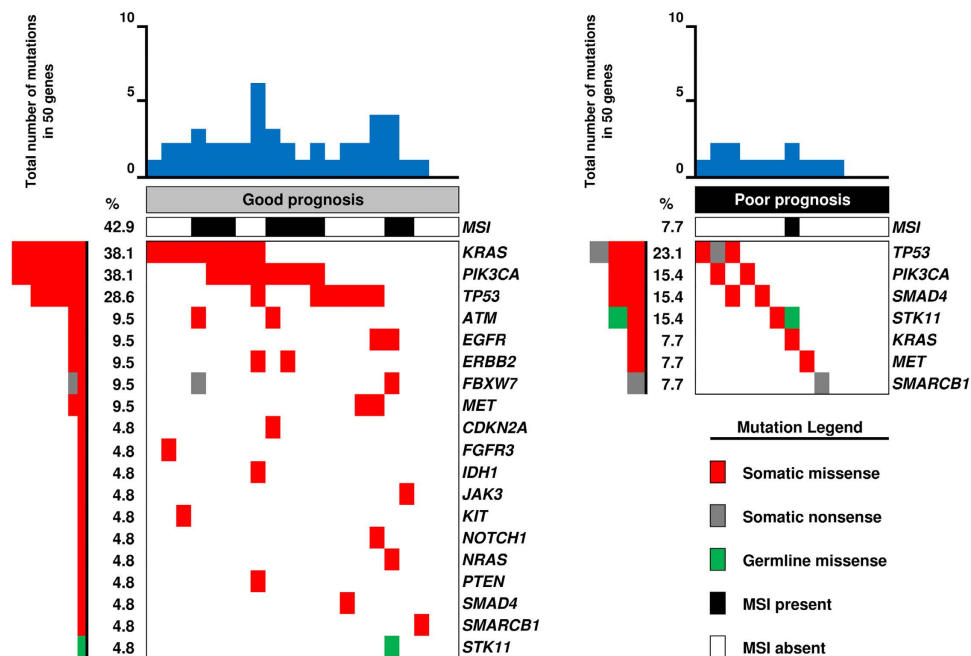 Total number of mutations
in 50 genes
10
5
0
Good prognosis
%
42.9 MSI
38.1 KRAS
38.1 PIK3CA
28.6 TP53
9.5 ATM
9.5 EGFR
9.5 ERBB2
9.5 FBXW7
9.5 MET
4.8 CDKN2A
4.8 FGFR3
4.8 IDH1
4.8 JAK3
4.8 KIT
4.8 NOTCH1
4.8 NRAS
4.8 PTEN
4.8 SMAD4
4.8 SMARCB1
4.8 STK11
Total number of mutations
in 50 genes
10
5
0
Poor prognosis
%
7.7 MSI
23.1 TP53
15.4 PIK3CA
15.4 SMAD4
15.4 STK11
7.7 KRAS
7.7 MET
7.7 SMARCB1
Mutation Legend
Somatic missense
Somatic nonsense
Germline missense
MSI present
MSI absent